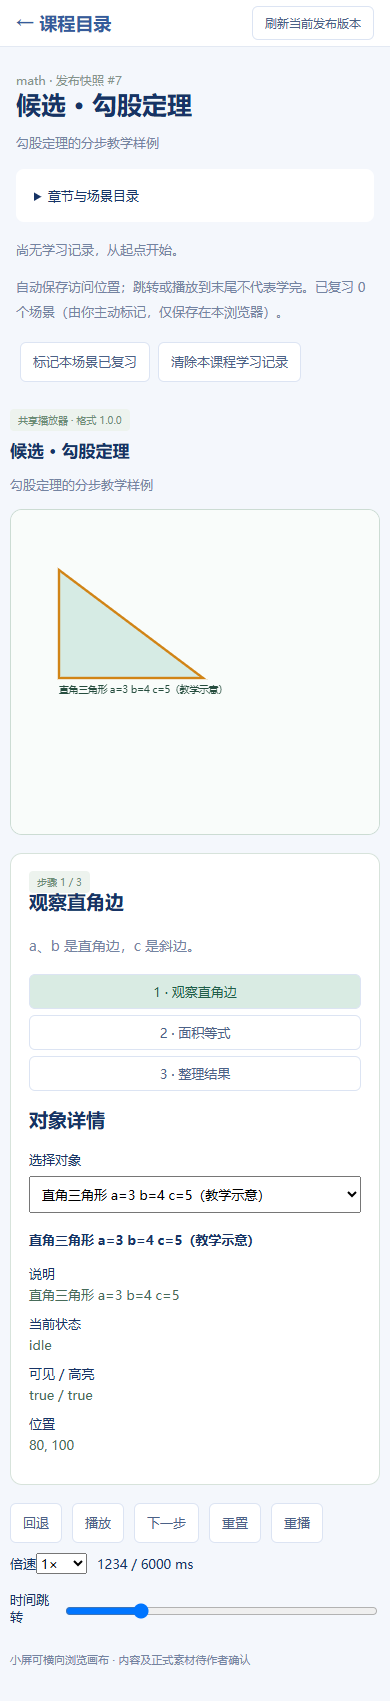 ← 课程目录
刷新当前发布版本
math · 发布快照 #7
候选 • 勾股定理
勾股定理的分步教学样例
▶ 章节与场景目录
尚无学习记录，从起点开始。
自动保存访问位置；跳转或播放到末尾不代表学完。已复习 0
个场景（由你主动标记，仅保存在本浏览器）。
标记本场景已复习
清除本课程学习记录
共享播放器 · 格式 1.0.0
候选 • 勾股定理
勾股定理的分步教学样例
直角三角形 a=3 b=4 c=5（教学示意）
步骤 1 / 3
观察直角边
a、b 是直角边，c 是斜边。
1 · 观察直角边
2 · 面积等式
3 · 整理结果
对象详情
选择对象
直角三角形 a=3 b=4 c=5（教学示意）
直角三角形 a=3 b=4 c=5（教学示意）
说明
直角三角形 a=3 b=4 c=5
当前状态
idle
可见 / 高亮
true / true
位置
80, 100
回退
播放
下一步
重置
重播
倍速 1× 1234 / 6000 ms
时间跳
转
小屏可横向浏览画布 · 内容及正式素材待作者确认